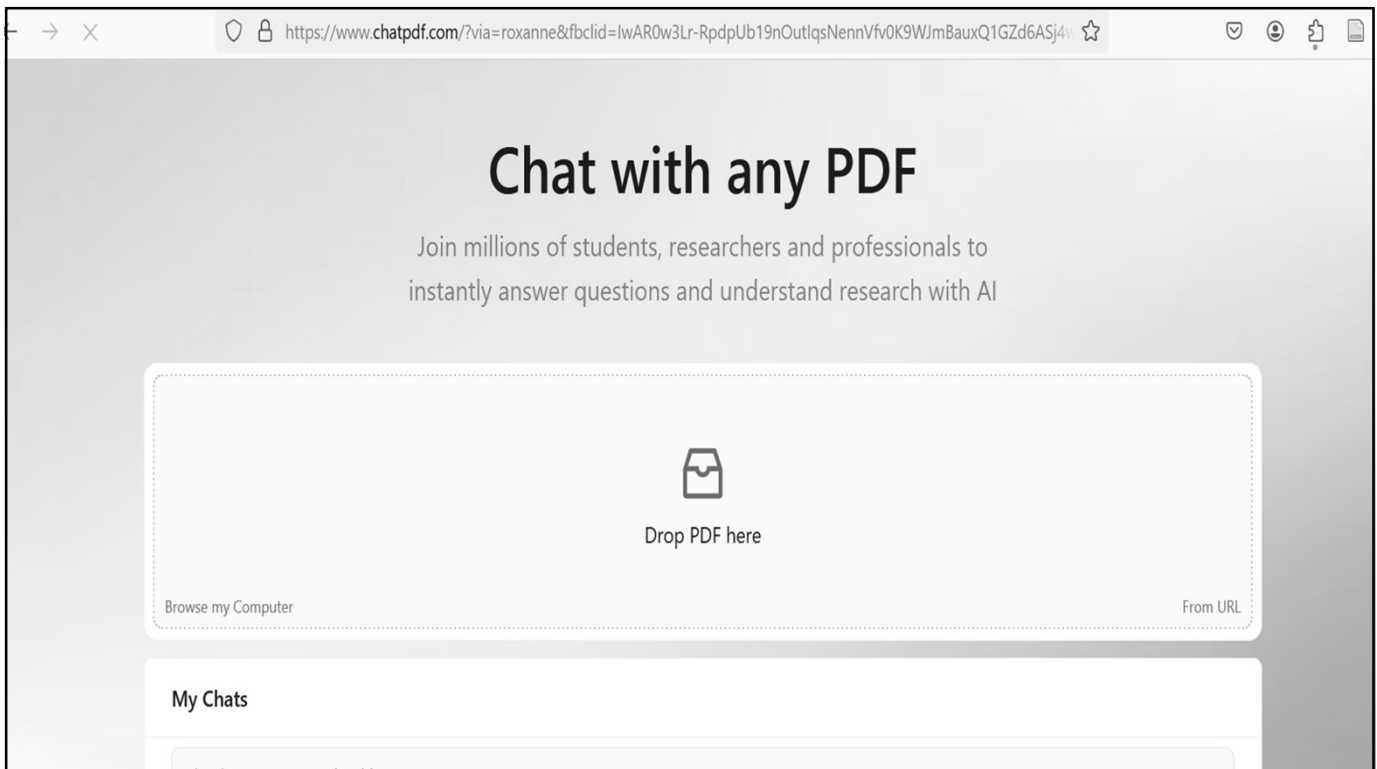 https://www.chatpdf.com/?via=roxanne&fbclid=IwAR0w3Lr-RpdpUb19nOutIqsNennVfv0K9WJmBauxQ1GZd6ASj4
Chat with any PDF
Join millions of students, researchers and professionals to
instantly answer questions and understand research with AI
Drop PDF here
Browse my Computer
From URL
My Chats